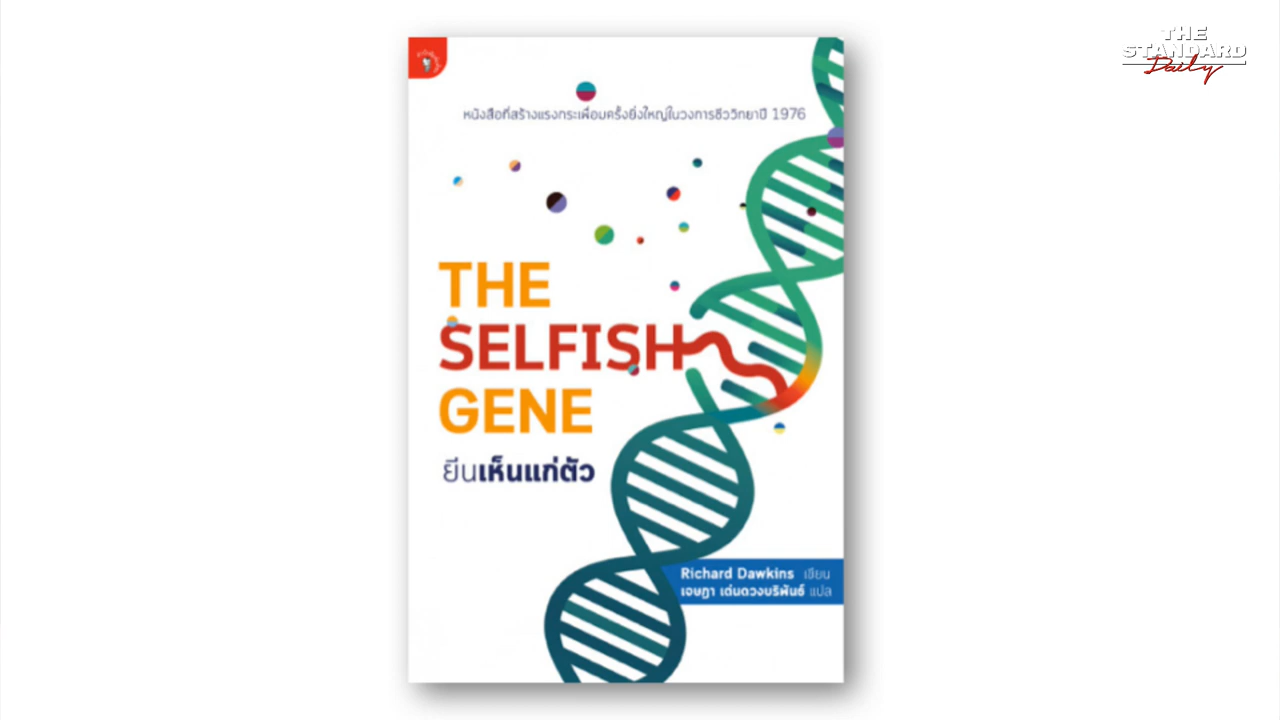 THE
STANDARD
Daily
หนังสือที่สร้างแรงกระเพื่อมครั้งยิ่งใหญ่ในวงการชีววิทยาปี 1976
THE
SELFISH
GENE
ยีนเห็นแก่ตัว
Richard Dawkins เขียน
เจษฎา เด่นดวงบริพันธ์ แปล